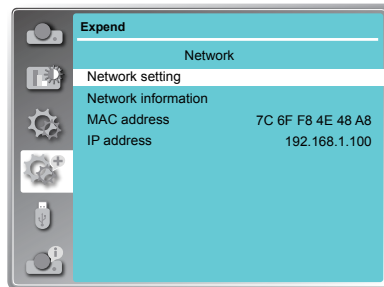 Expend
Network
Network setting
Network information
MAC address 7C 6F F8 4E 48 A8
IP address 192.168.1.100